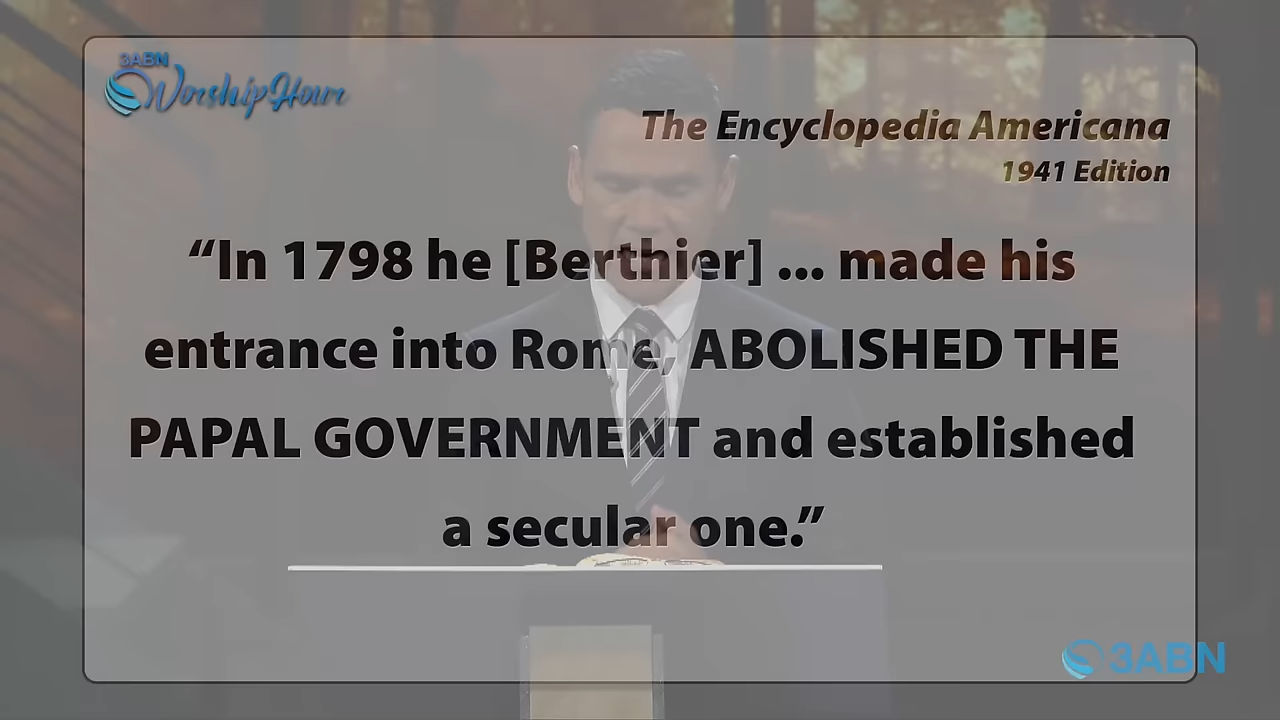 3ABN
Worship Hour
The Encyclopedia Americana
1941 Edition
“In 1798 he [Berthier] ... made his
entrance into Rome, ABOLISHED THE
PAPAL GOVERNMENT and established
a secular one.”
3ABN